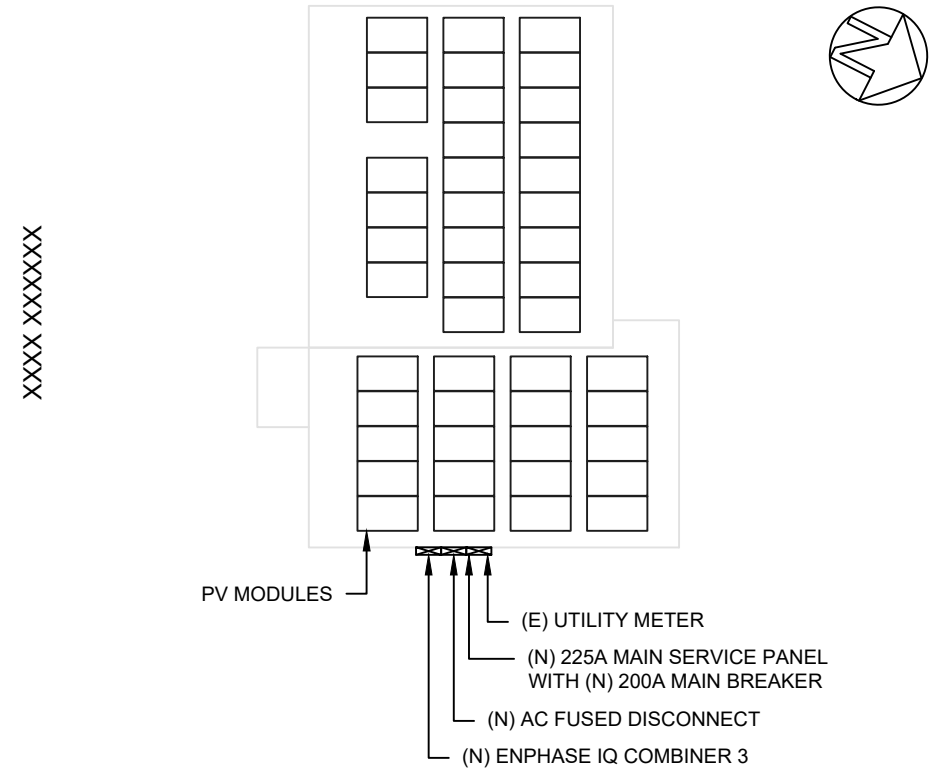 XXXX XXXXXX
N
PV MODULES
(E) UTILITY METER
(N) 225A MAIN SERVICE PANEL
WITH (N) 200A MAIN BREAKER
(N) AC FUSED DISCONNECT
(N) ENPHASE IQ COMBINER 3